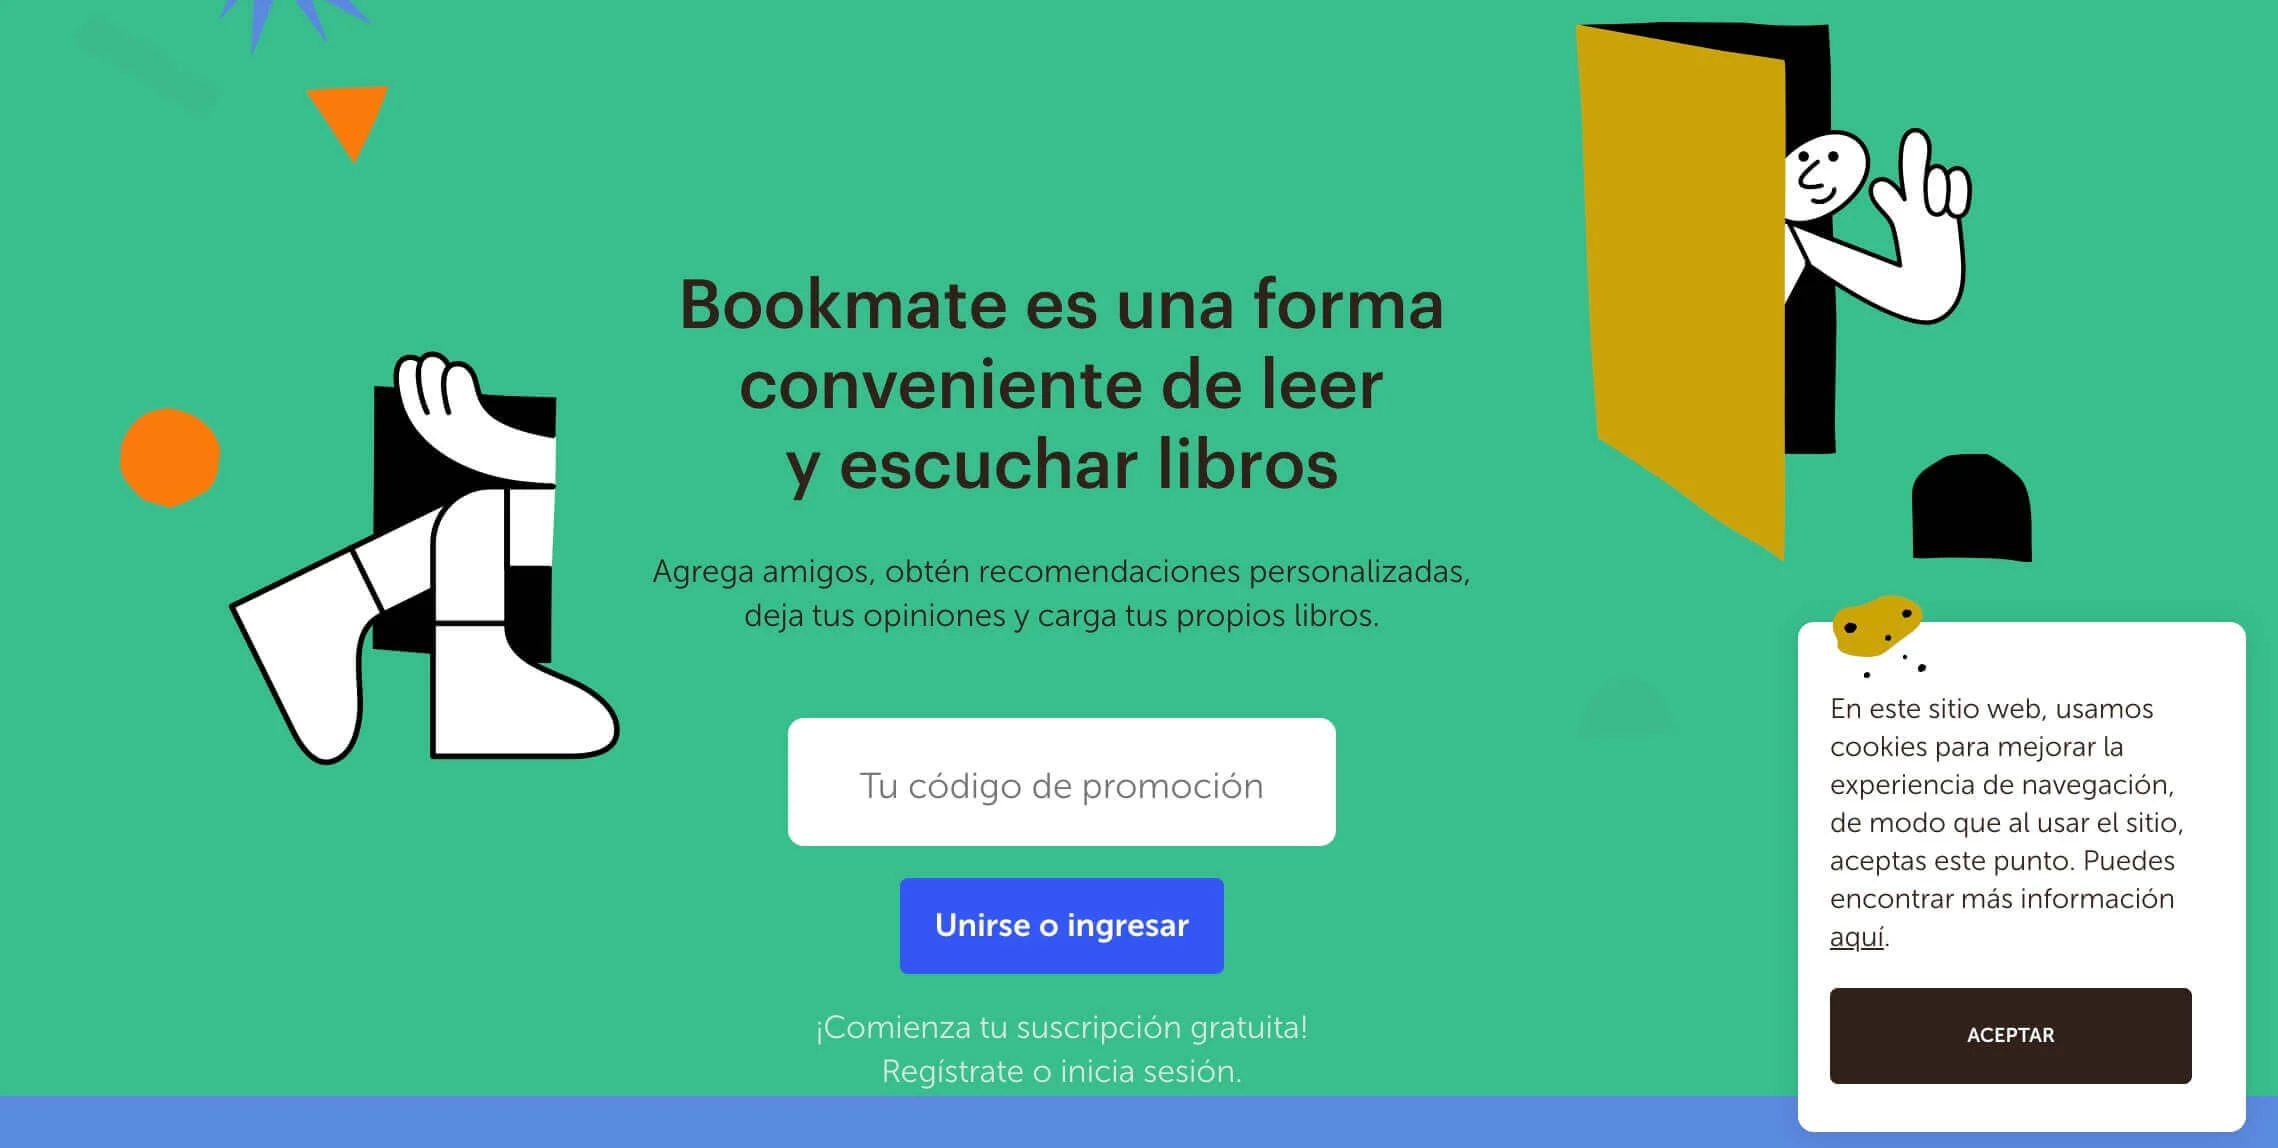 Bookmate es una forma
conveniente de leer
y escuchar libros
Agrega amigos, obtén recomendaciones personalizadas,
deja tus opiniones y carga tus propios libros.
Tu código de promoción
Unirse o ingresar
¡Comienza tu suscripción gratuita!
Regístrate o inicia sesión.
En este sitio web, usamos
cookies para mejorar la
experiencia de navegación,
de modo que al usar el sitio,
aceptas este punto. Puedes
encontrar más información
aquí.
ACEPTAR